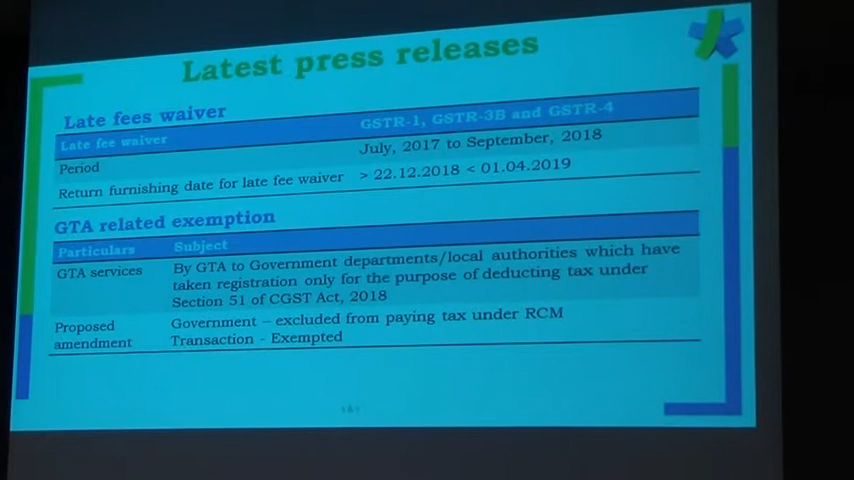 Latest press releases
Late fees waiver
Late fee waiver GSTR-1, GSTR-3B and GSTR-4
Period July, 2017 to September, 2018
Return furnishing date for late fee waiver > 22.12.2018 < 01.04.2019
GTA related exemption
Particulars Subject
GTA services By GTA to Government departments/local authorities which have
taken registration only for the purpose of deducting tax under
Section 51 of CGST Act, 2018
Proposed Government – excluded from paying tax under RCM
amendment Transaction - Exempted